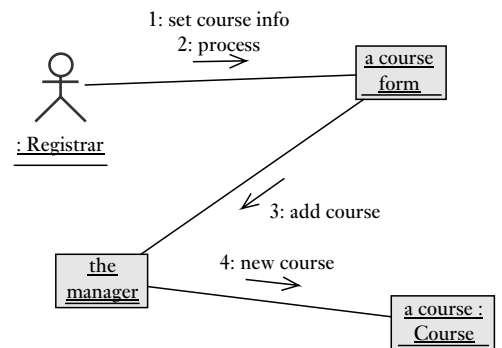 1: set course info
2: process
a course
form
: Registrar
3: add course
the
manager
4: new course
a course :
Course